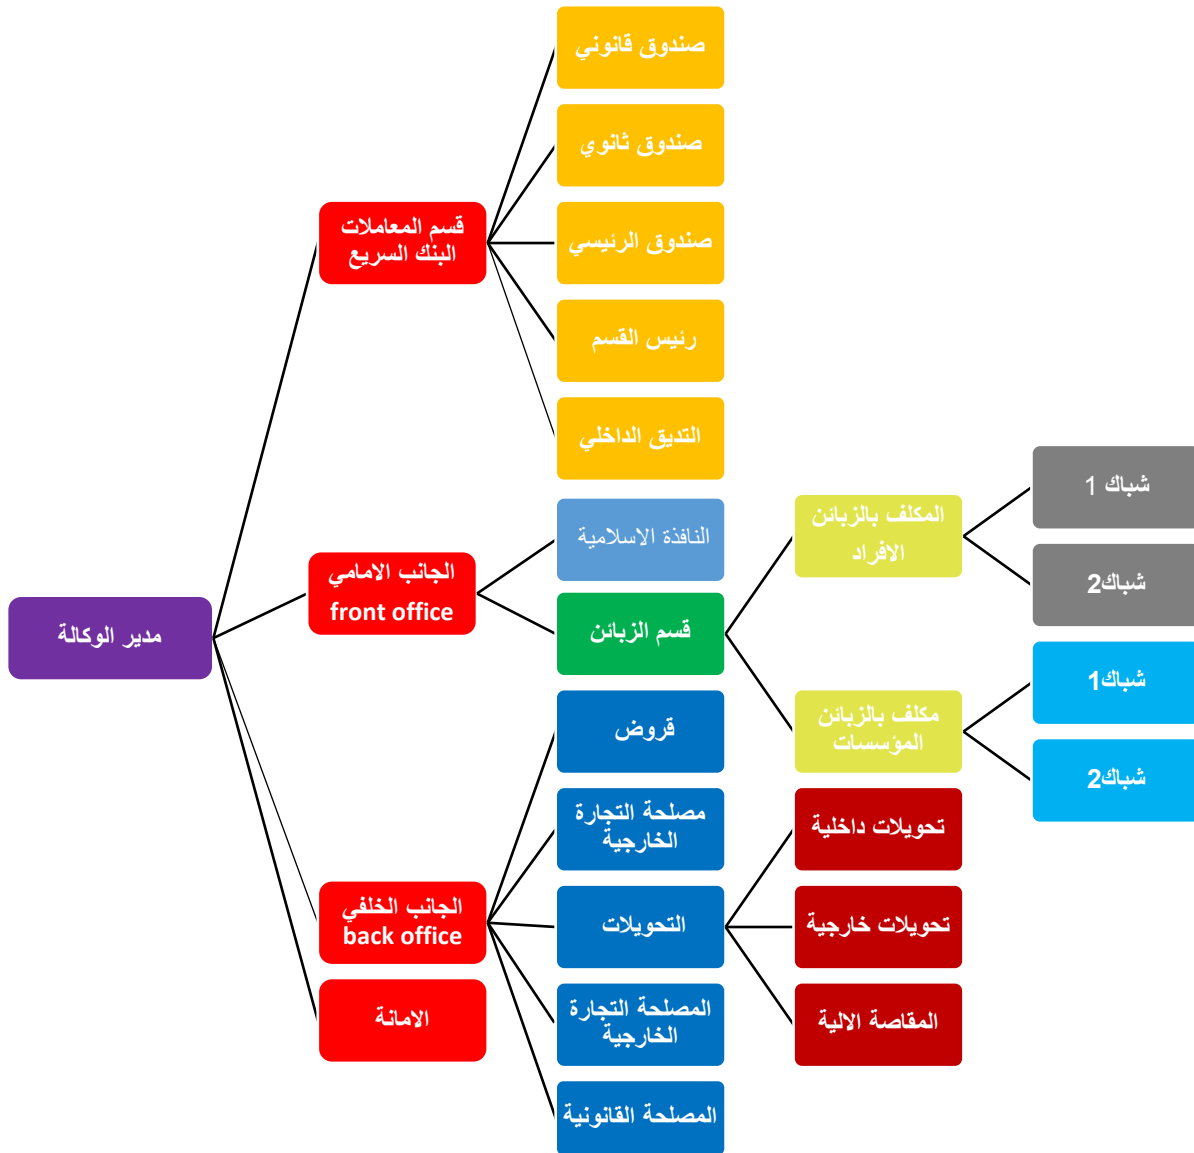 صندوق قانوني
صندوق ثانوي
قسم المعاملات
البنك السريع
صندوق الرئيسي
رئيس القسم
التديق الداخلي
شباك 1
المكلف بالزبائن
الافراد
النافذة الاسلامية
الجانب الامامي
front office
شباك2
مدير الوكالة
قسم الزبائن
شباك1
مكلف بالزبائن
المؤسسات
قروض
شباك2
مصلحة التجارة
الخارجية
تحويلات داخلية
الجانب الخلفي
back office
التحويلات
تحويلات خارجية
الامانة
المصلحة التجارة
الخارجية
المقاصة الالية
المصلحة القانونية